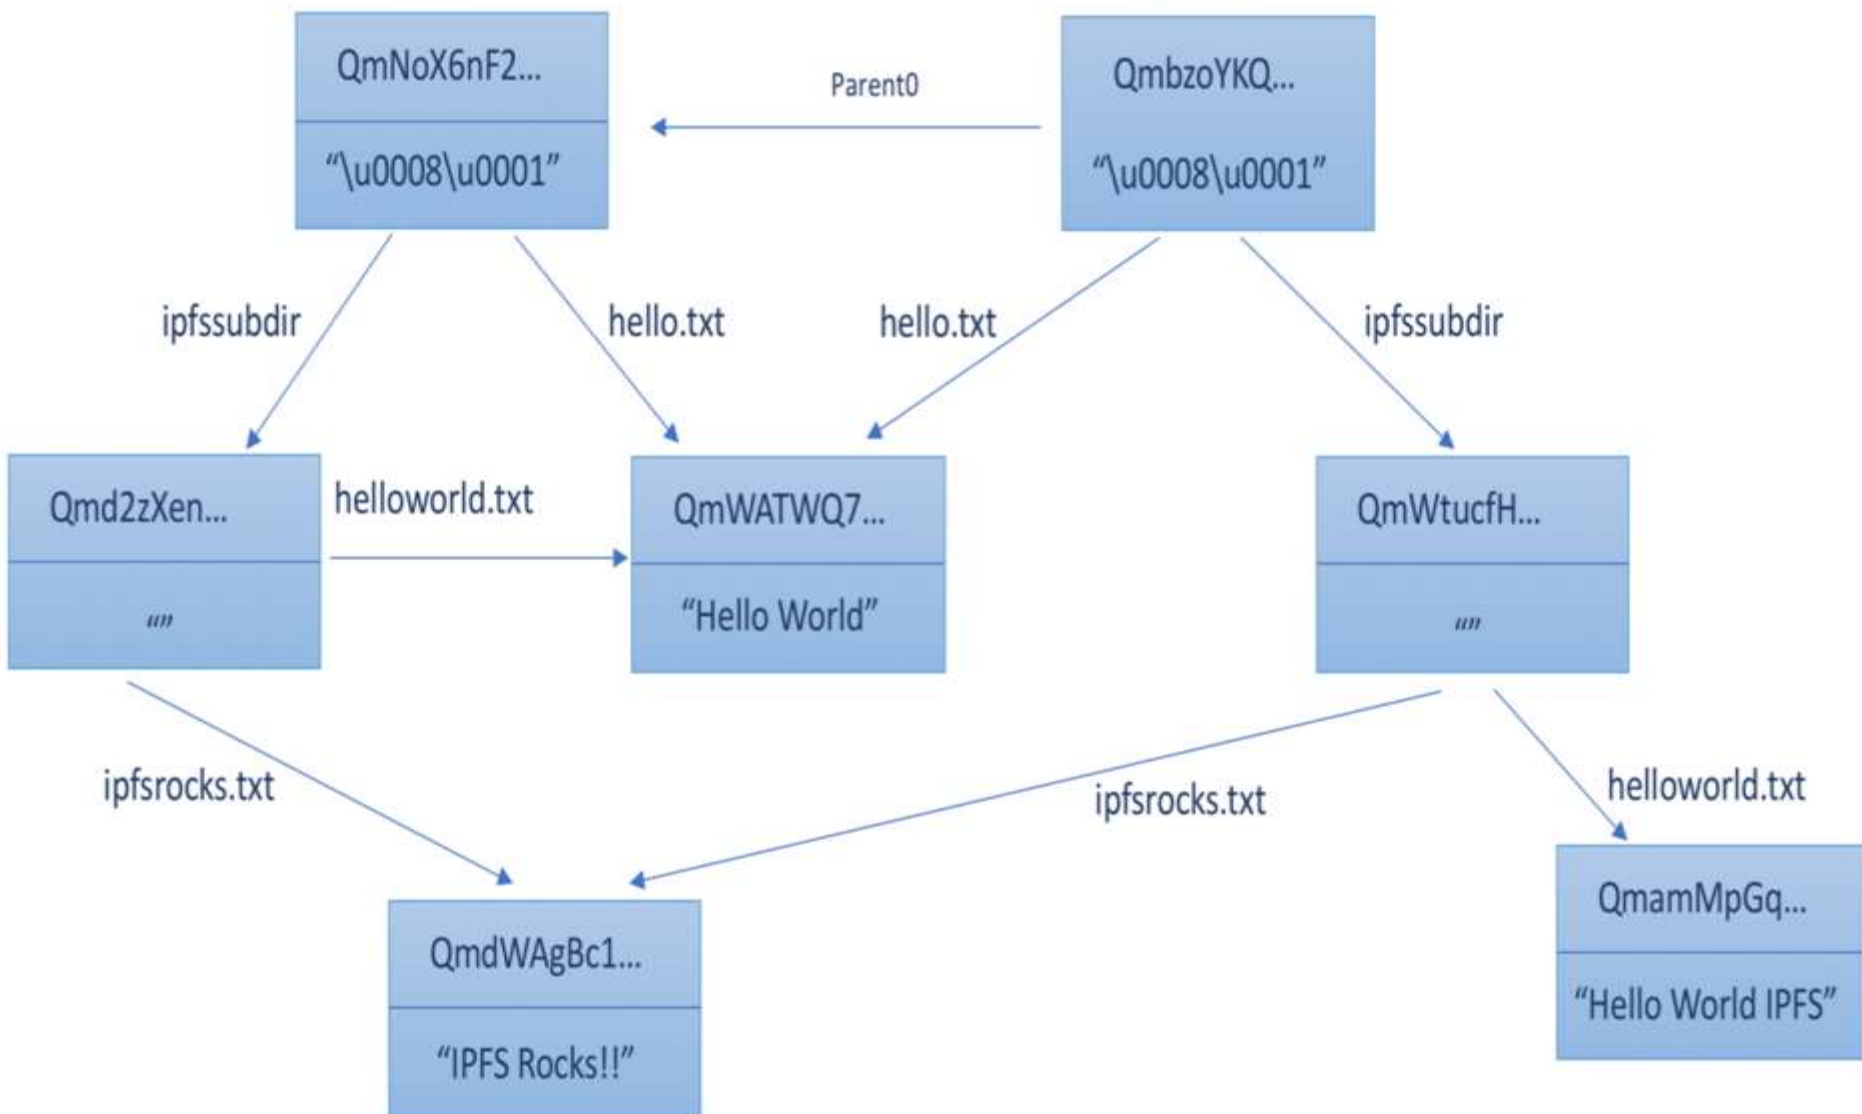 QmNoX6nF2...
Parent0
QmbzoYKQ...
“\u0008\u0001”
“\u0008\u0001”
ipfssubdir
hello.txt
hello.txt
ipfssubdir
Qmd2zXen...
helloworld.txt
QmWATWQ7...
QmWtucfH...
“”
“Hello World”
“”
ipfsrocks.txt
ipfsrocks.txt
helloworld.txt
QmdWAgBc1...
QmamMpGq...
“IPFS Rocks!!”
“Hello World IPFS”